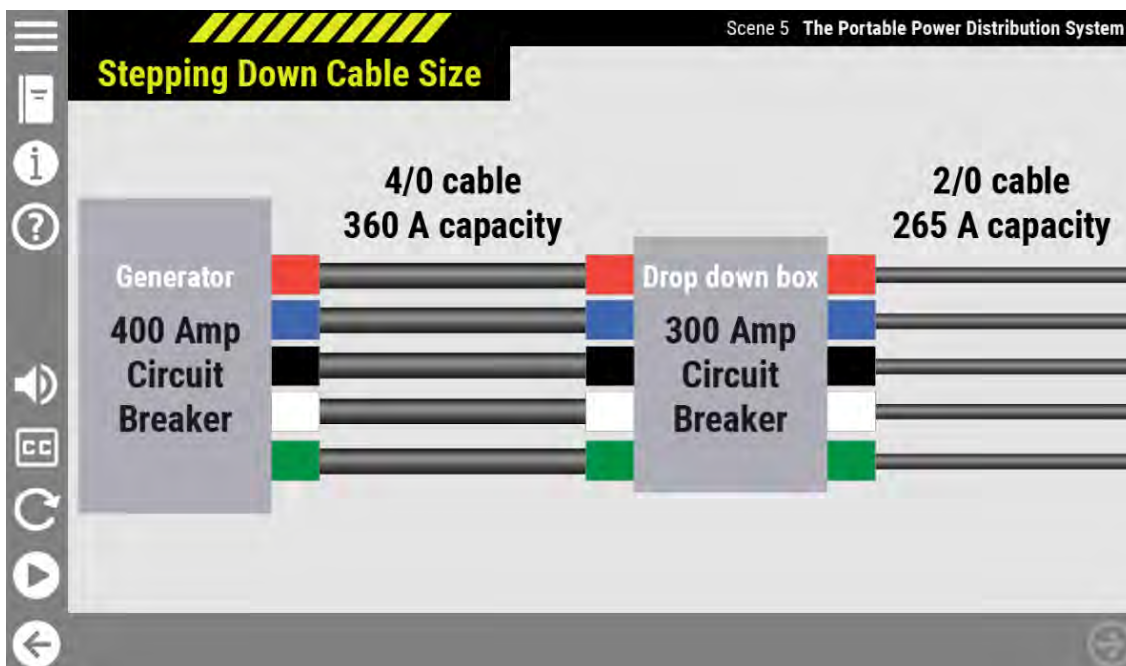 Scene 5 The Portable Power Distribution System
Stepping Down Cable Size
4/0 cable
360 A capacity
2/0 cable
265 A capacity
Generator
400 Amp
Circuit
Breaker
Drop down box
300 Amp
Circuit
Breaker
i
?
CC